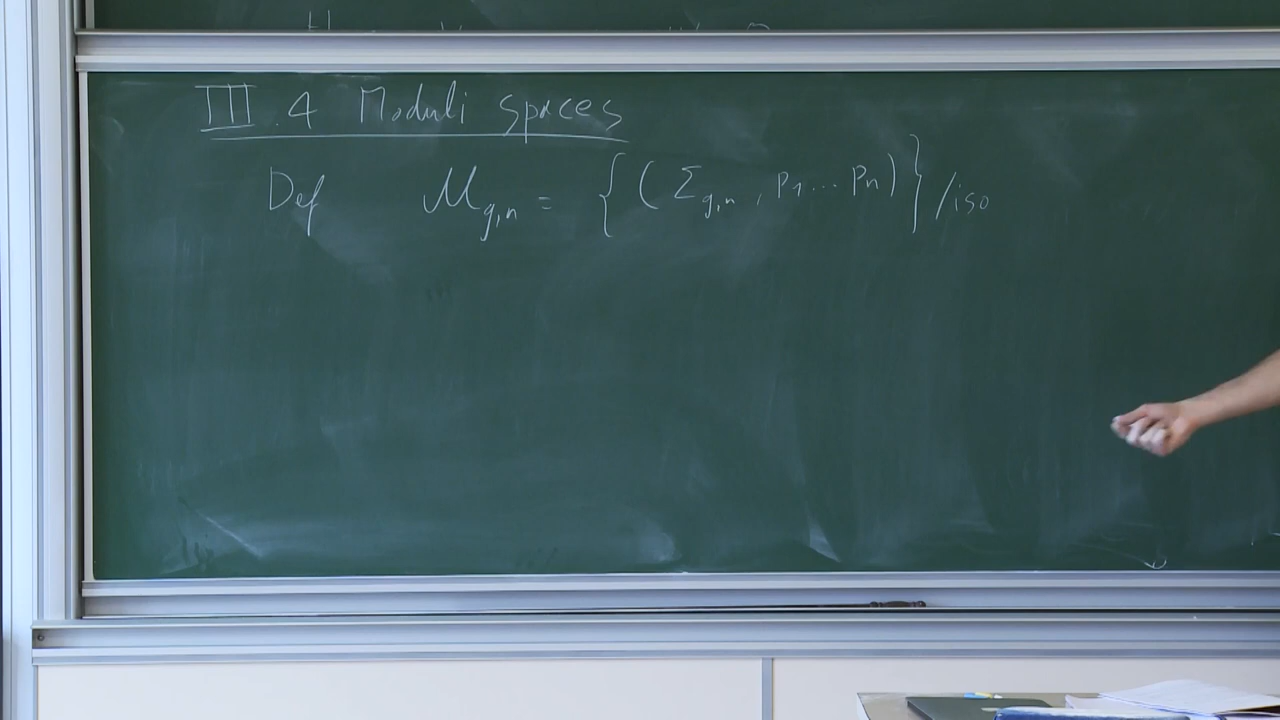 III.4 Moduli spaces
Def ℳ_{g,n} = { ( Σ_{g,n} , p₁ ... pₙ ) } /iso